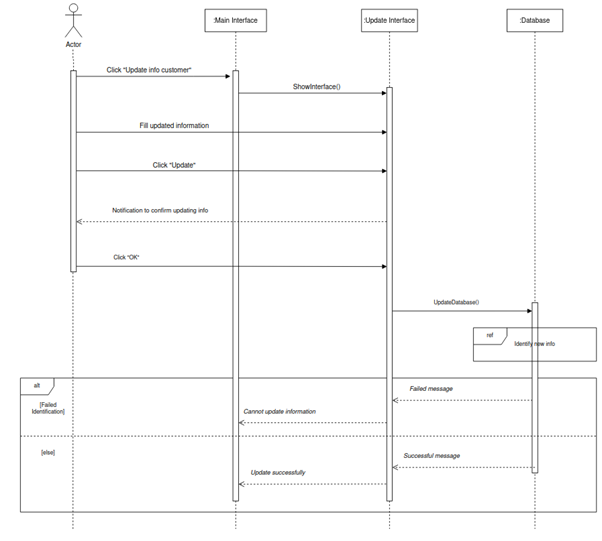 :Main Interface
:Update Interface
:Database
Actor
Click "Update info customer"
ShowInterface()
Fill updated information
Click "Update"
Notification to confirm updating info
Click "OK"
UpdateDatabase()
ref
Identify new info
alt
[Failed
Identification]
Failed message
Cannot update information
[else]
Successful message
Update successfully